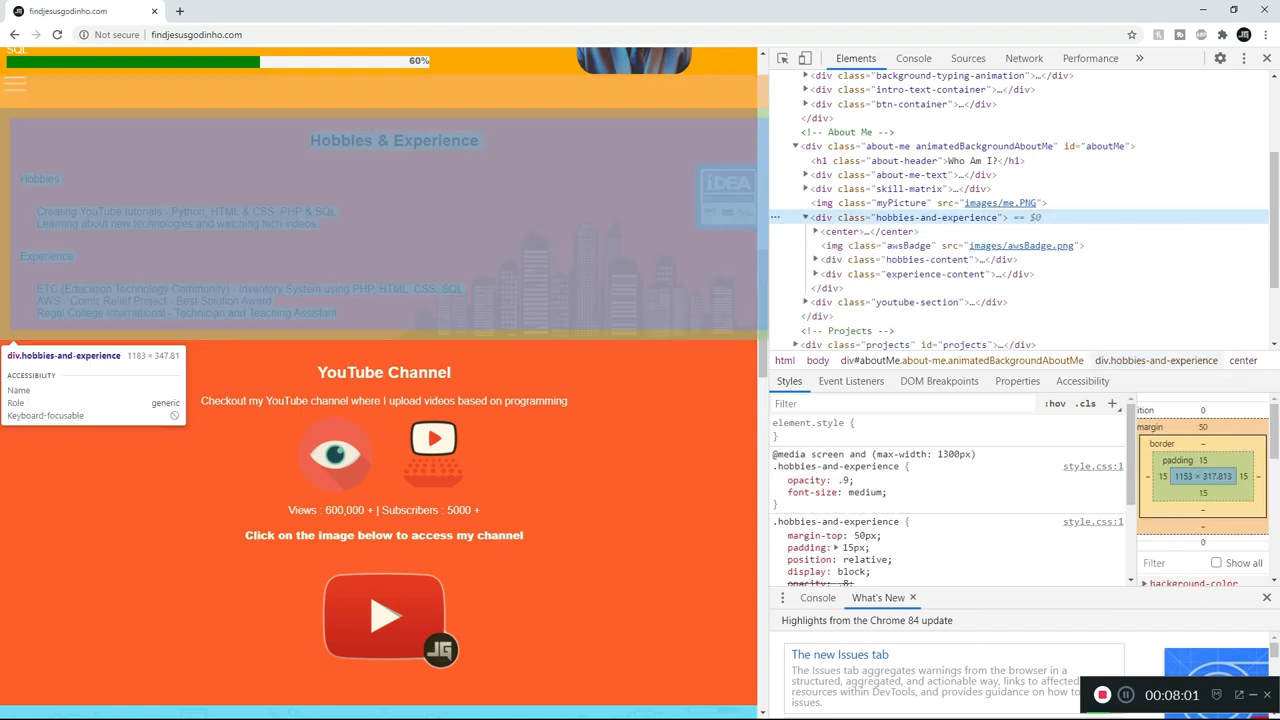 findjesusgodinho.com
Not secure | findjesusgodinho.com
SQL
60%
Hobbies & Experience
Hobbies
Creating YouTube tutorials - Python, HTML & CSS, PHP & SQL
Learning about new technologies and watching tech videos.
iDEA
Experience
ETC (Education Technology Community) - Inventory System using PHP, HTML, CSS, SQL
AWS - Comic Relief Project - Best Solution Award
Regal College International - Technician and Teaching Assistant
div.hobbies-and-experience 1183 × 347.81
ACCESSIBILITY
Name
Role generic
Keyboard-focusable
YouTube Channel
Checkout my YouTube channel where I upload videos based on programming
Views : 600,000 + | Subscribers : 5000 +
Click on the image below to access my channel
JG
Elements Console Sources Network Performance
<div class="background-typing-animation">…</div>
<div class="intro-text-container">…</div>
<div class="btn-container">…</div>
</div>
<!-- About Me -->
<div class="about-me animatedBackgroundAboutMe" id="aboutMe">
<h1 class="about-header">Who Am I?</h1>
<div class="about-me-text">…</div>
<div class="skill-matrix">…</div>
<img class="myPicture" src="images/me.PNG">
<div class="hobbies-and-experience"> == $0
<center>…</center>
<img class="awsBadge" src="images/awsBadge.png">
<div class="hobbies-content">…</div>
<div class="experience-content">…</div>
</div>
<div class="youtube-section">…</div>
</div>
<!-- Projects -->
<div class="projects" id="projects">…</div>
html body div#aboutMe.about-me.animatedBackgroundAboutMe div.hobbies-and-experience center
Styles Event Listeners DOM Breakpoints Properties Accessibility
Filter :hov .cls +
element.style {
}
@media screen and (max-width: 1300px)
.hobbies-and-experience { style.css:1
opacity: .9;
font-size: medium;
}
.hobbies-and-experience { style.css:1
margin-top: 50px;
padding: 15px;
position: relative;
display: block;
opacity: .8;
ition 0
margin 50
border –
padding 15
– 15 1153 × 317.813 15 –
15
–
–
0
Filter Show all
background-color
Console What's New
Highlights from the Chrome 84 update
The new Issues tab
The Issues tab aggregates warnings from the browser in a
structured, aggregated, and actionable way, links to affected
resources within DevTools, and provides guidance on how to
issues.
00:08:01